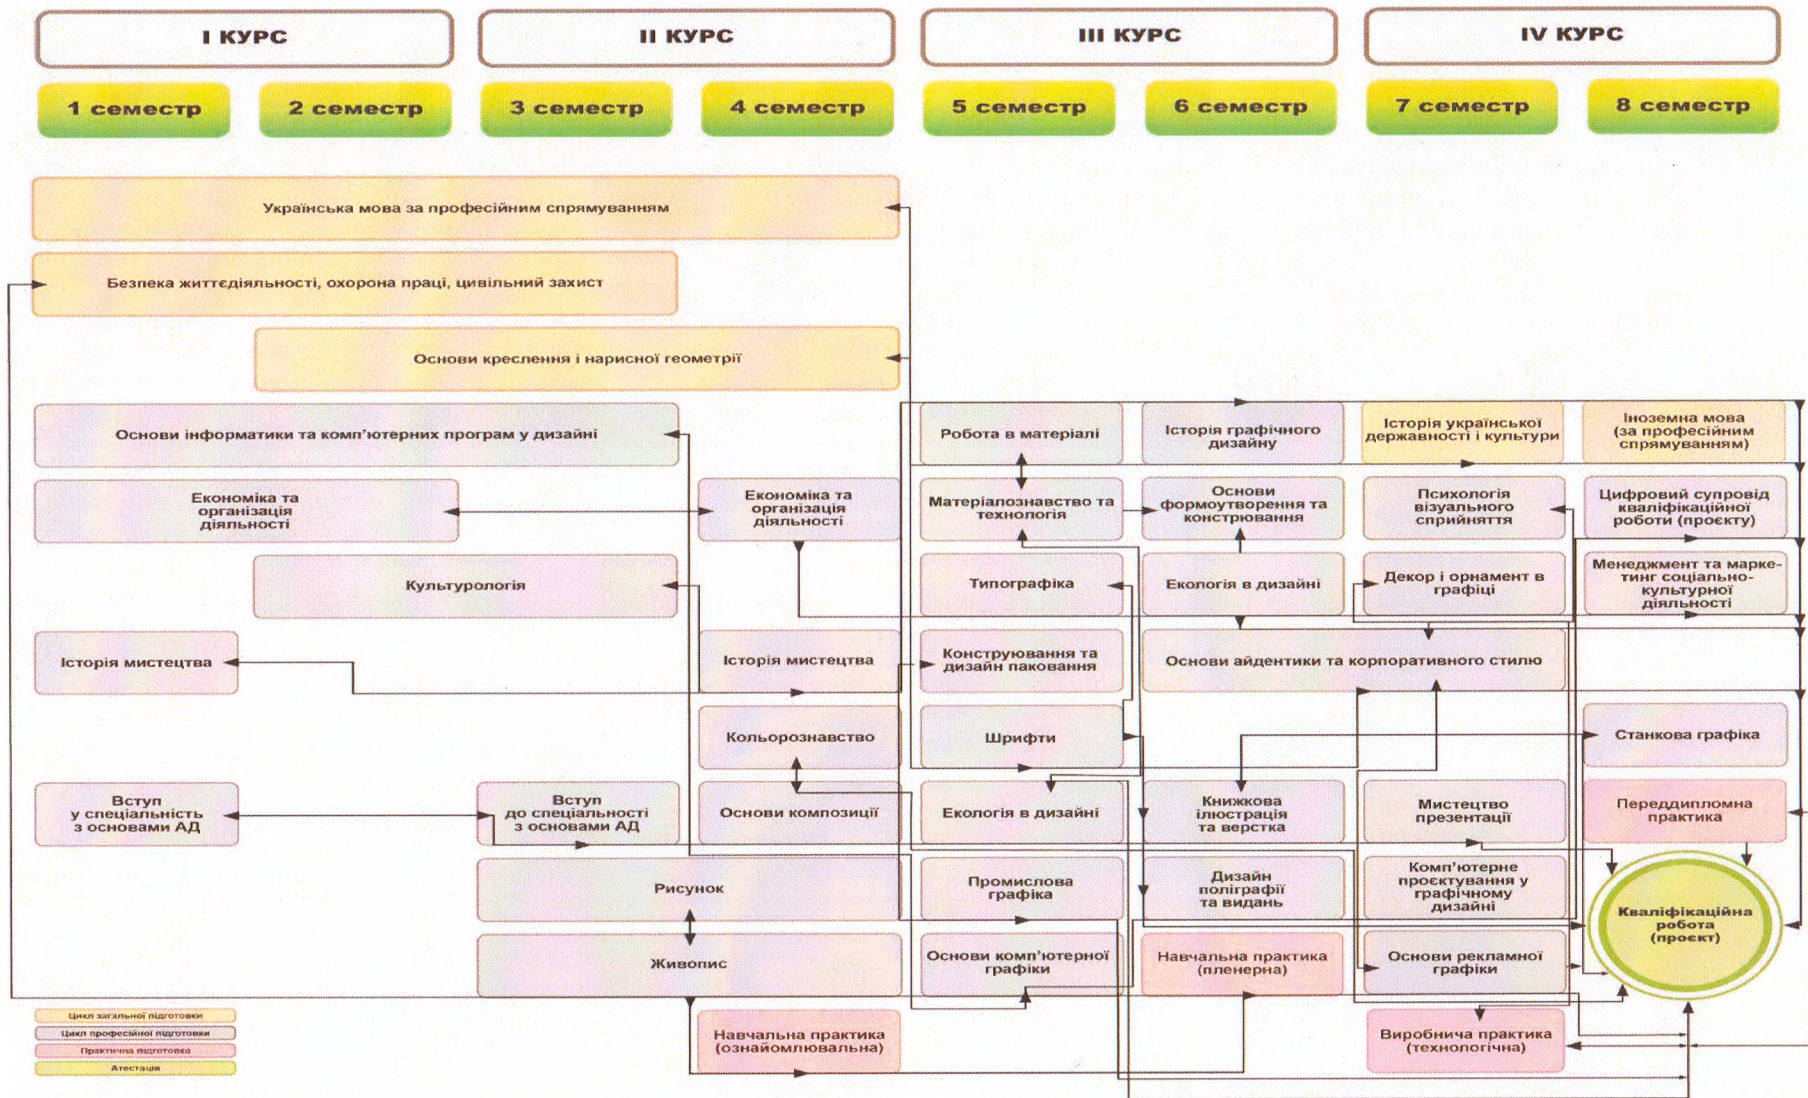 І КУРС
ІІ КУРС
ІІІ КУРС
IV КУРС
1 семестр
2 семестр
3 семестр
4 семестр
5 семестр
6 семестр
7 семестр
8 семестр
Українська мова за професійним спрямуванням
Безпека життєдіяльності, охорона праці, цивільний захист
Основи креслення і нарисної геометрії
Основи інформатики та комп'ютерних програм у дизайні
Робота в матеріалі
Історія графічного
дизайну
Історія української
державності і культури
Іноземна мова
(за професійним
спрямуванням)
Економіка та
організація
діяльності
Економіка та
організація
діяльності
Матеріалознавство та
технологія
Основи
формоутворення та
конструювання
Психологія
візуального
сприйняття
Цифровий супровід
кваліфікаційної
роботи (проєкту)
Культурологія
Типографіка
Екологія в дизайні
Декор і орнамент в
графіці
Менеджмент та марке-
тинг соціально-
культурної
діяльності
Історія мистецтва
Історія мистецтва
Конструювання та
дизайн паковання
Основи айдентики та корпоративного стилю
Кольорознавство
Шрифти
Станкова графіка
Вступ
у спеціальність
з основами АД
Вступ
до спеціальності
з основами АД
Основи композиції
Екологія в дизайні
Книжкова
ілюстрація
та верстка
Мистецтво
презентації
Переддипломна
практика
Рисунок
Промислова
графіка
Дизайн
поліграфії
та видань
Комп'ютерне
проєктування у
графічному
дизайні
Кваліфікаційна
робота
(проєкт)
Живопис
Основи комп'ютерної
графіки
Навчальна практика
(пленерна)
Основи рекламної
графіки
Навчальна практика
(ознайомлювальна)
Виробнича практика
(технологічна)
Цикл загальної підготовки
Цикл професійної підготовки
Практична підготовка
Атестація